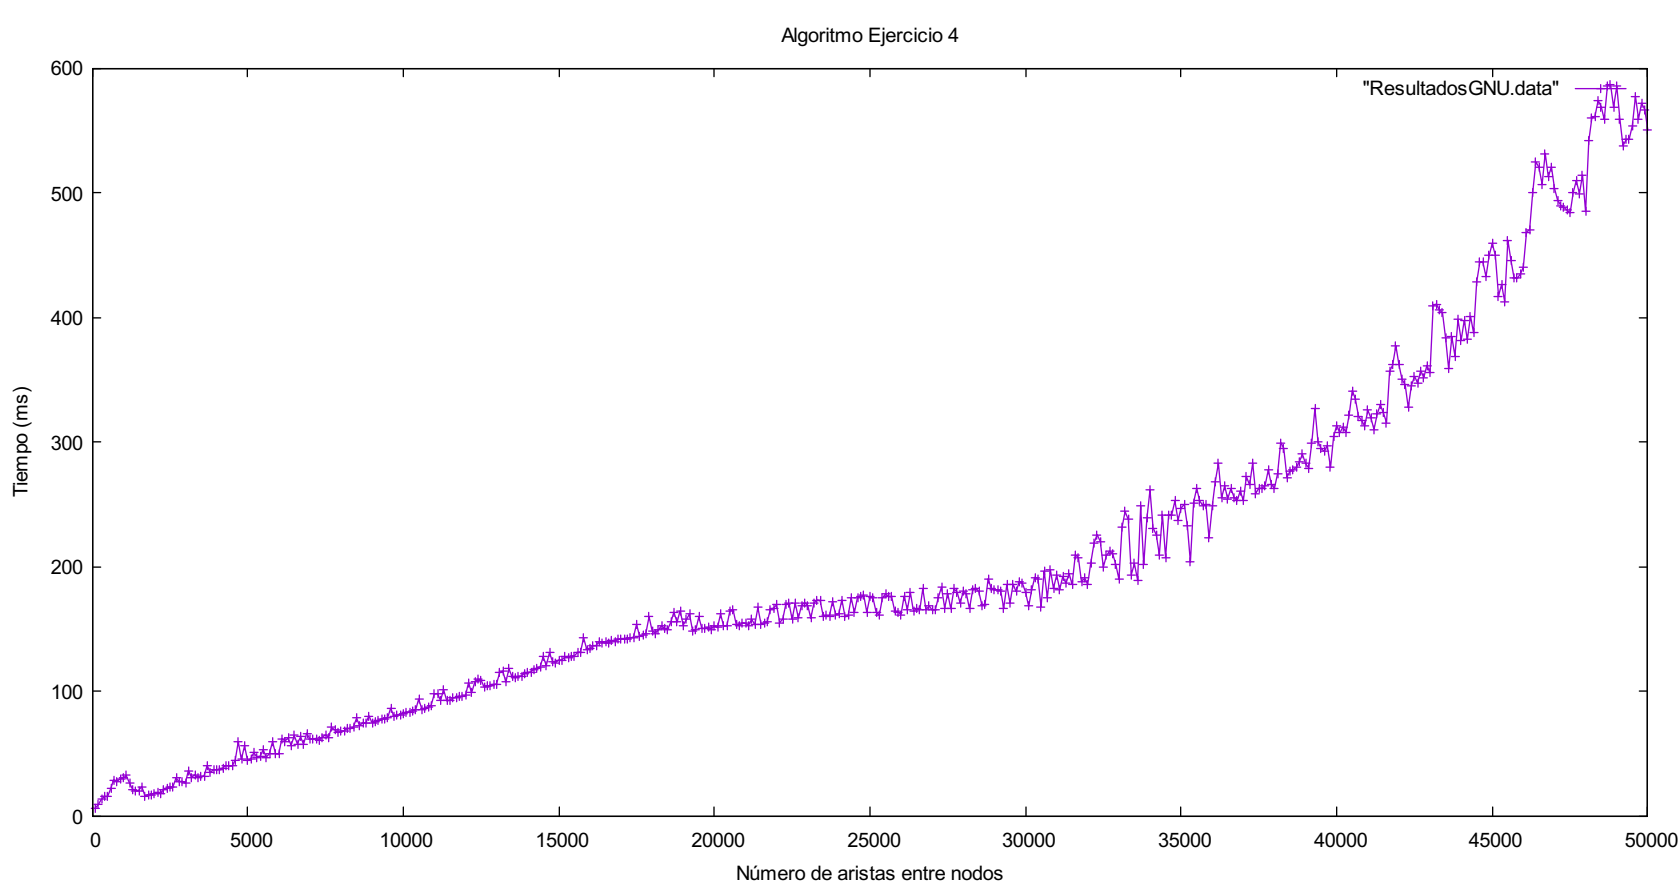 Algoritmo Ejercicio 4
"ResultadosGNU.data"
600
500
400
300
200
100
0
Tiempo (ms)
0 5000 10000 15000 20000 25000 30000 35000 40000 45000 50000
Número de aristas entre nodos